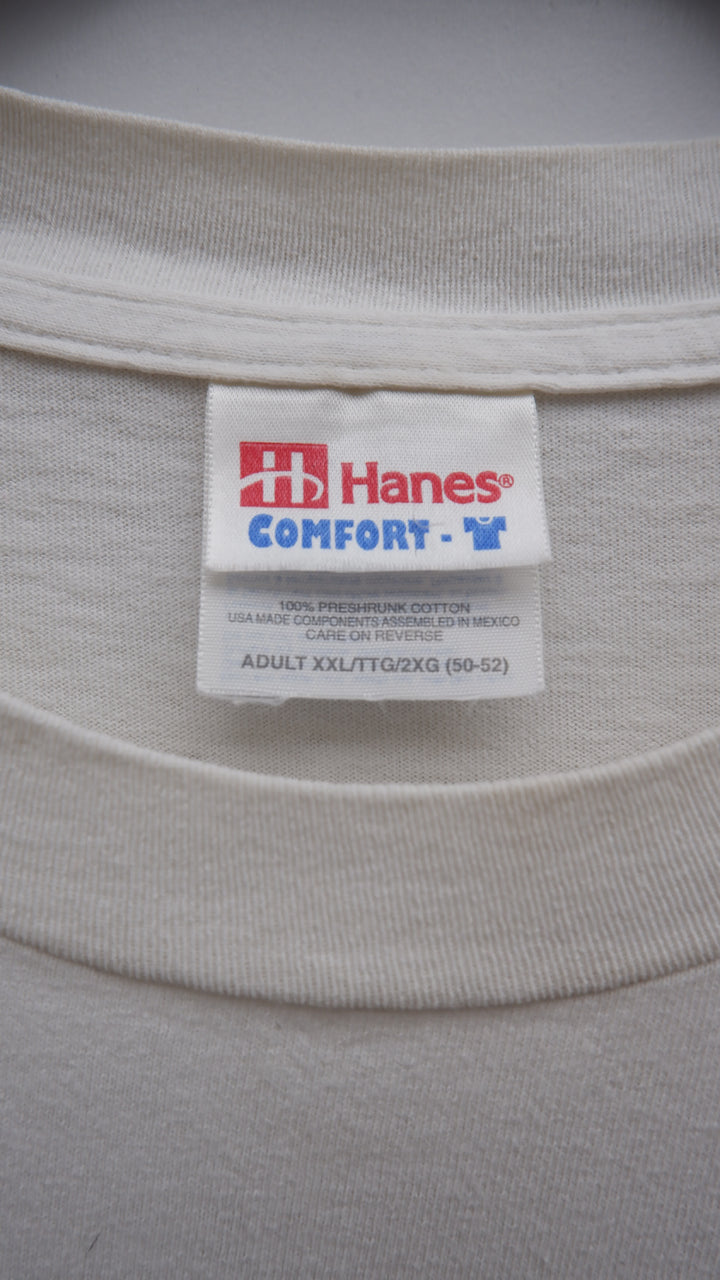 Hanes®
COMFORT -
100% PRESHRUNK COTTON
USA MADE COMPONENTS ASSEMBLED IN MEXICO
CARE ON REVERSE
ADULT XXL/TTG/2XG (50-52)